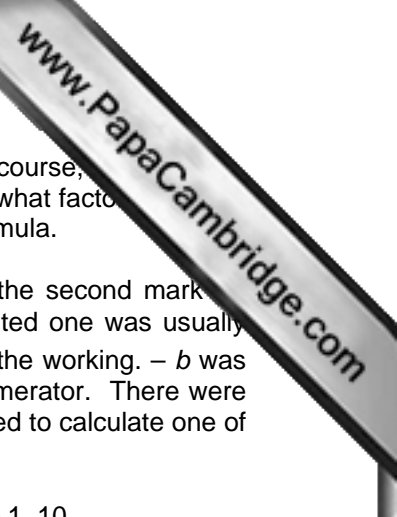 www.PapaCambridge.com
course,
what
mula.
the second mark
ted one was usually
the working. – b was
merator. There were
ed to calculate one of
1, 10